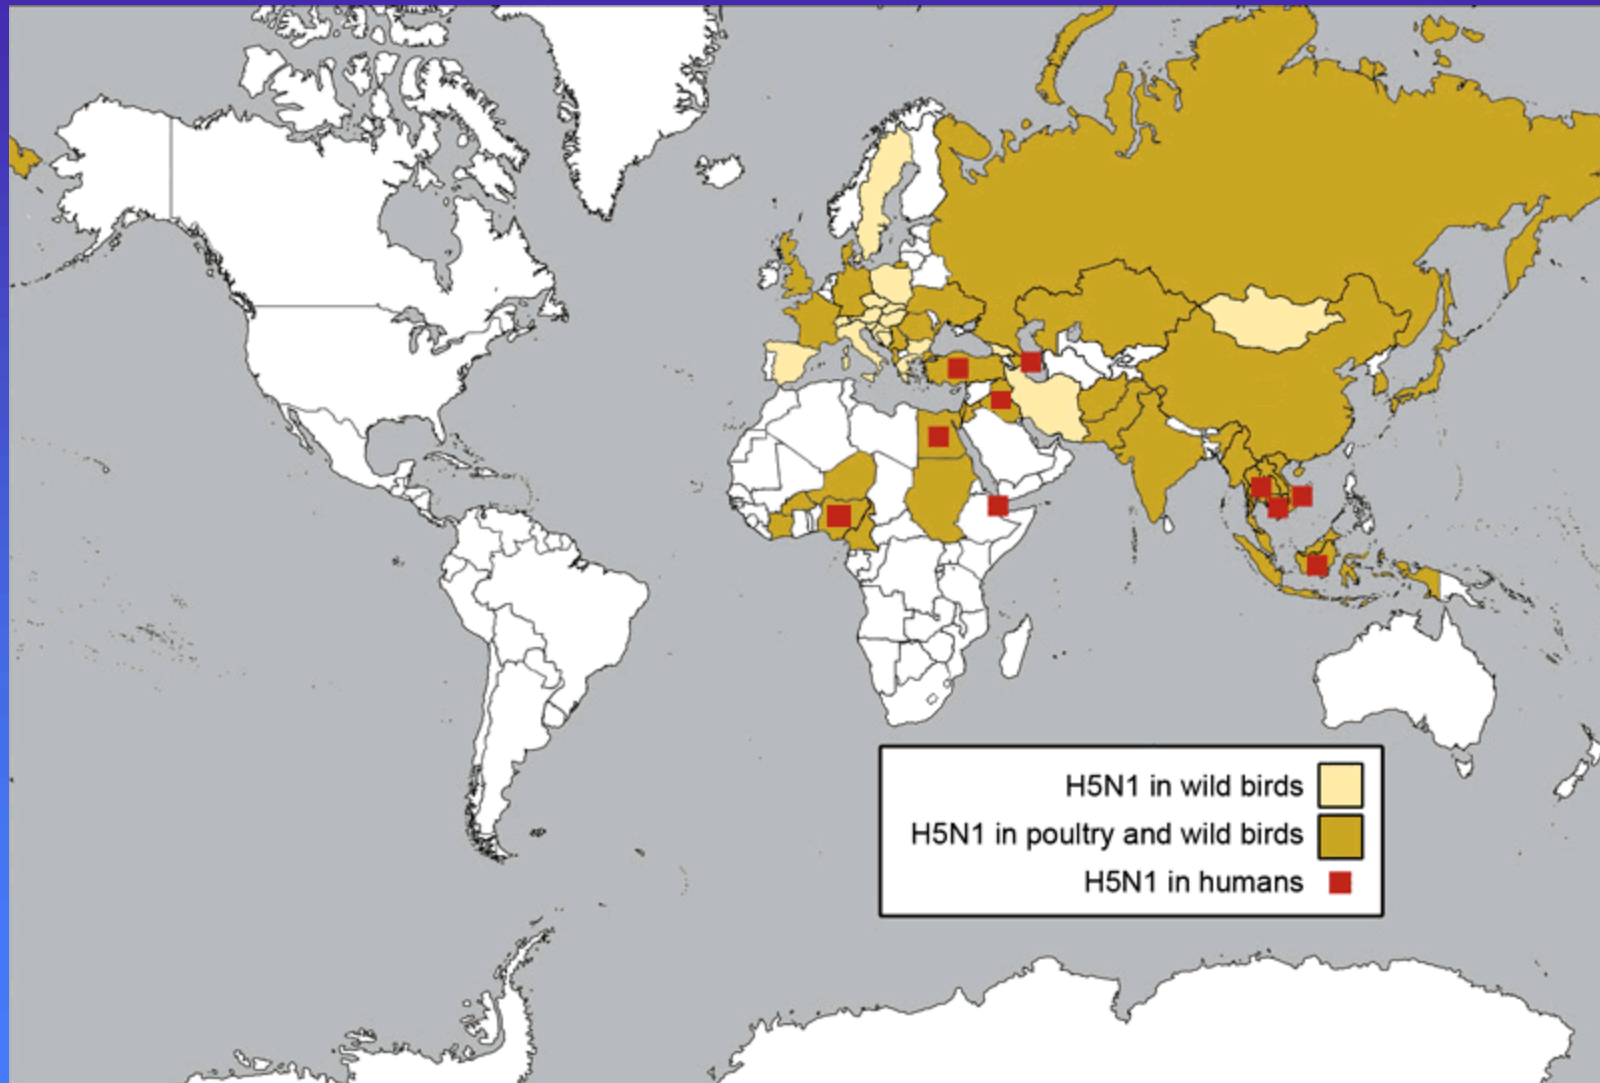 H5N1 in wild birds
H5N1 in poultry and wild birds
H5N1 in humans